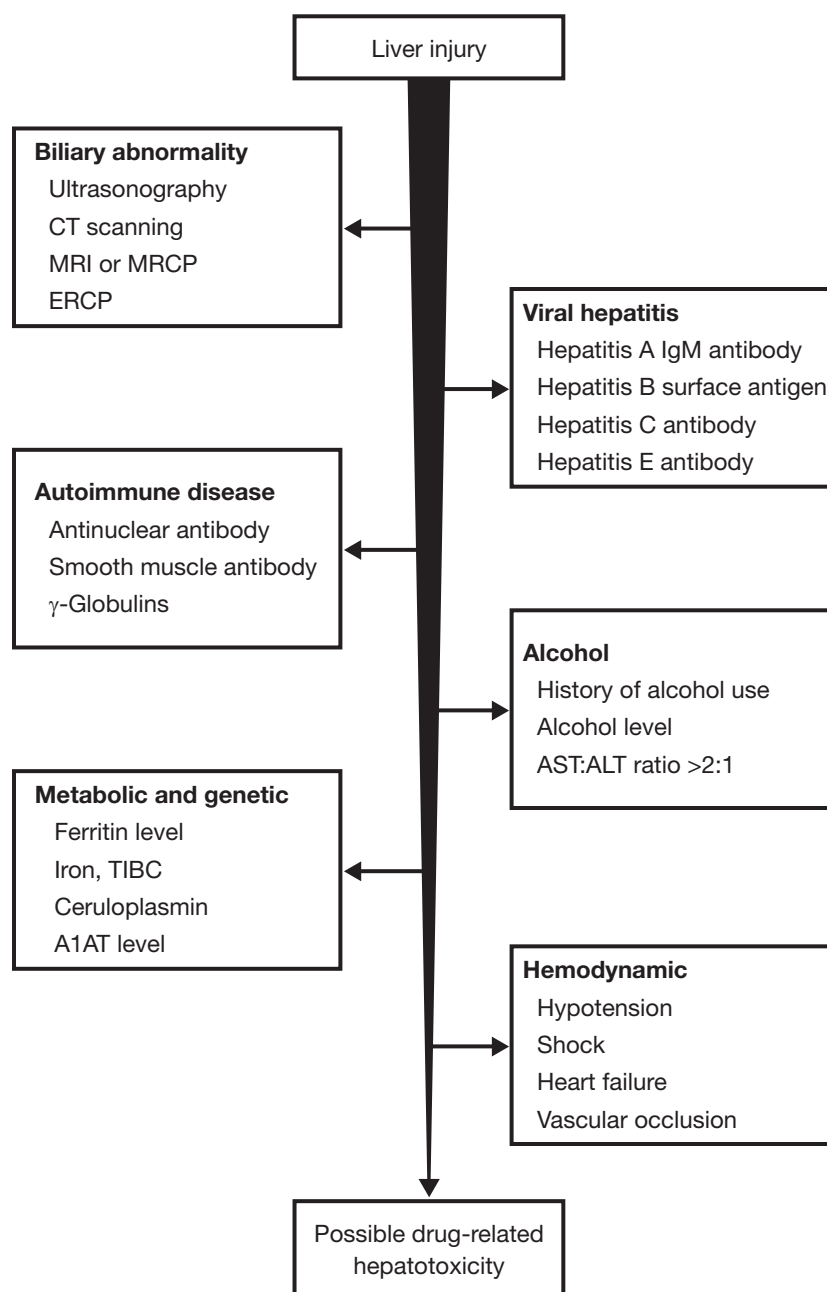 Liver injury
Biliary abnormality
Ultrasonography
CT scanning
MRI or MRCP
ERCP
Viral hepatitis
Hepatitis A IgM antibody
Hepatitis B surface antigen
Hepatitis C antibody
Hepatitis E antibody
Autoimmune disease
Antinuclear antibody
Smooth muscle antibody
γ-Globulins
Alcohol
History of alcohol use
Alcohol level
AST:ALT ratio >2:1
Metabolic and genetic
Ferritin level
Iron, TIBC
Ceruloplasmin
A1AT level
Hemodynamic
Hypotension
Shock
Heart failure
Vascular occlusion
Possible drug-related
hepatotoxicity